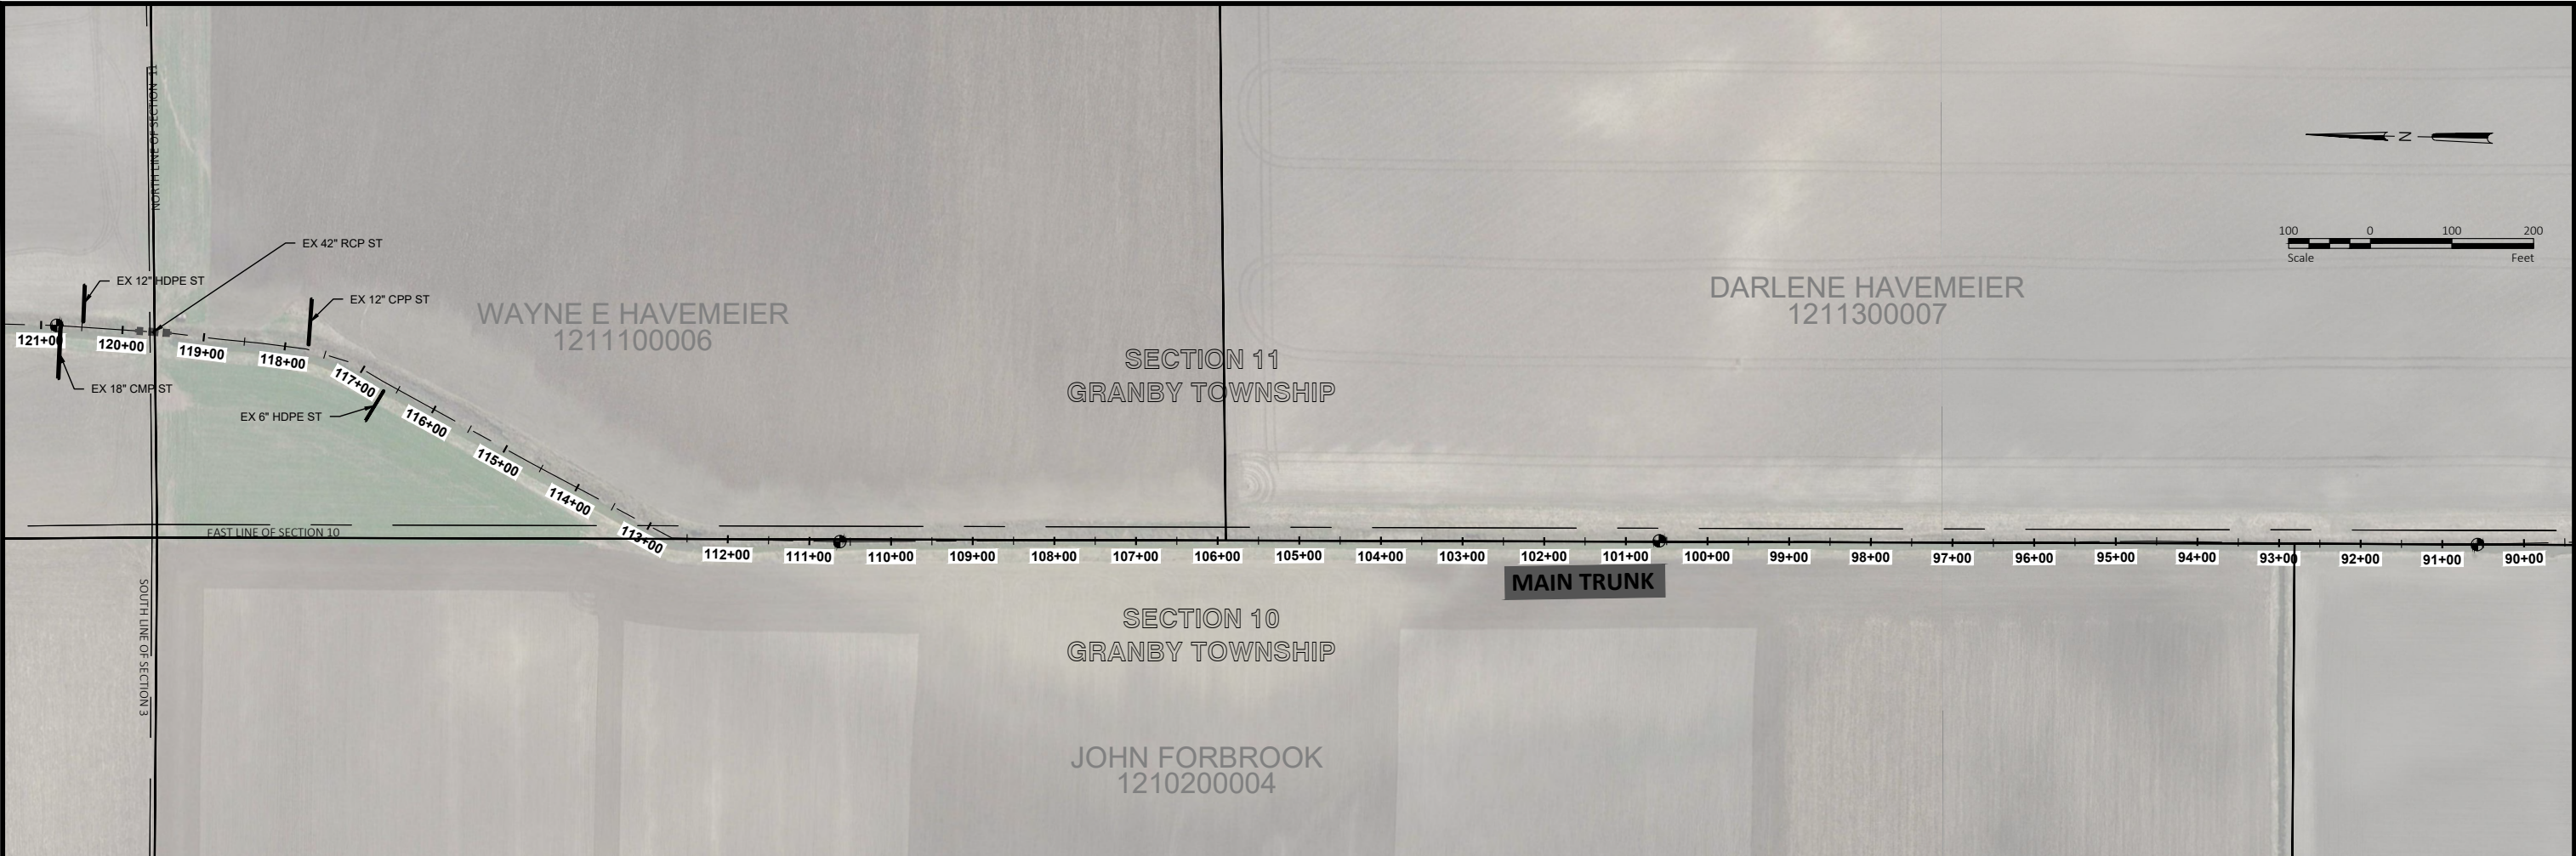 NORTH LINE OF SECTION 11
N
100 0 100 200
Scale Feet
EX 42" RCP ST
EX 12" HDPE ST
EX 12" CPP ST
WAYNE E HAVEMEIER
1211100006
DARLENE HAVEMEIER
1211300007
SECTION 11
GRANBY TOWNSHIP
EX 18" CMP ST
EX 6" HDPE ST
121+00
120+00
119+00
118+00
117+00
116+00
115+00
114+00
113+00
112+00
111+00
110+00
109+00
108+00
107+00
106+00
105+00
104+00
103+00
102+00
101+00
100+00
99+00
98+00
97+00
96+00
95+00
94+00
93+00
92+00
91+00
90+00
EAST LINE OF SECTION 10
MAIN TRUNK
SOUTH LINE OF SECTION 3
SECTION 10
GRANBY TOWNSHIP
JOHN FORBROOK
1210200004